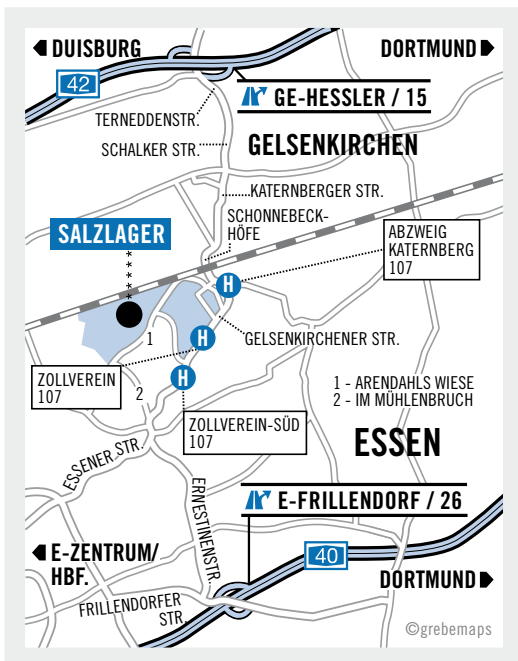 DUISBURG
DORTMUND
42
GE-HESSLER / 15
TERNEDDENSTR.
SCHALKER STR.
GELSENKIRCHEN
KATERNBERGER STR.
SCHONNEBECK-
HÖFE
SALZLAGER
ABZWEIG
KATERNBERG
107
H
GELSENKIRCHENER STR.
1
H
ZOLLVEREIN
107
H
2
1 - ARENDAHLS WIESE
2 - IM MÜHLENBRUCH
ZOLLVEREIN-SÜD
107
ESSEN
ESSENER STR.
ERNESTINENSTR.
E-FRILLENDORF / 26
E-ZENTRUM/
HBF.
40
DORTMUND
FRILLENDORFER
STR.
©grebemaps